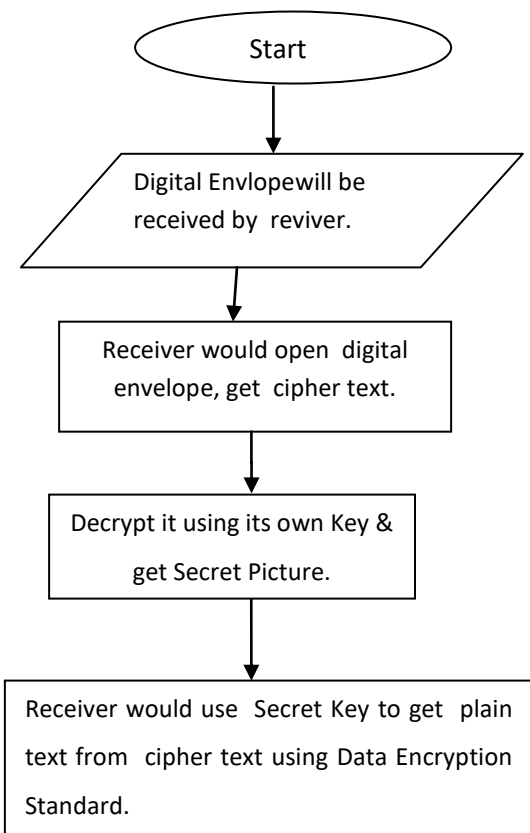 Start
Digital Envlopewill be
received by reviver.
Receiver would open digital
envelope, get cipher text.
Decrypt it using its own Key &
get Secret Picture.
Receiver would use Secret Key to get plain
text from cipher text using Data Encryption
Standard.